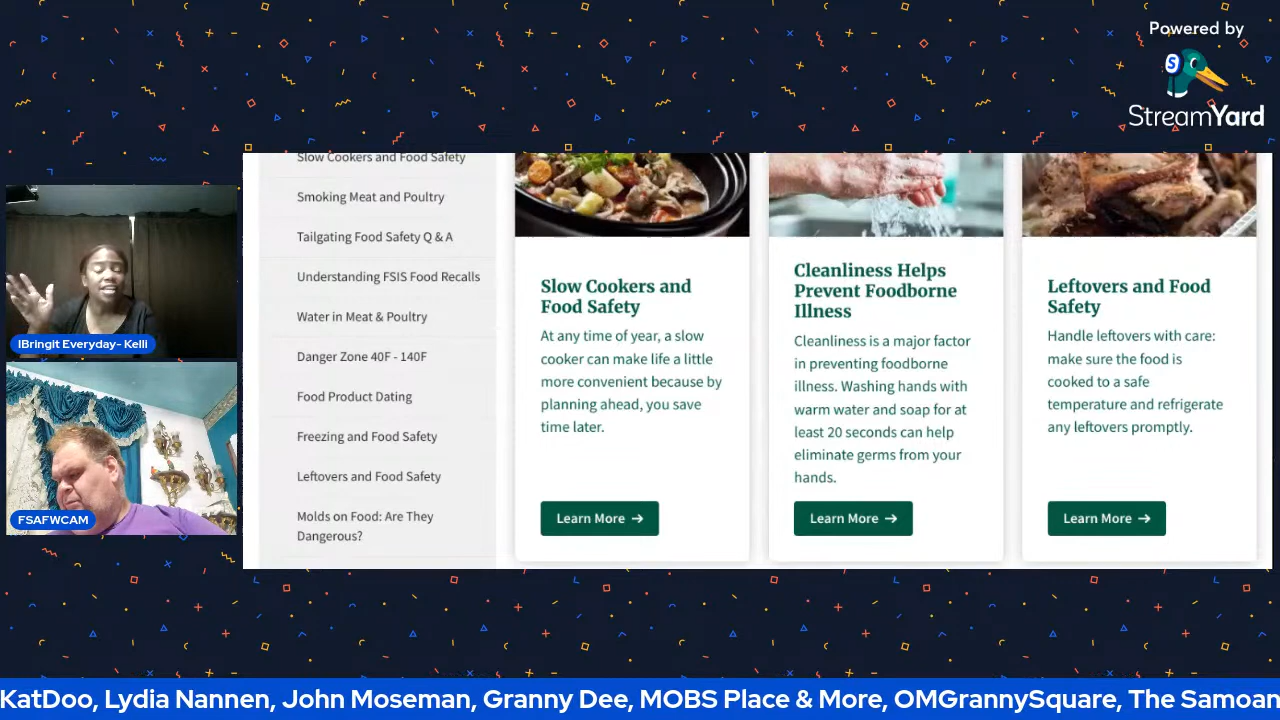 Powered by
S
StreamYard
IBringit Everyday- Kelli
FSAFWCAM
Slow Cookers and Food Safety
Smoking Meat and Poultry
Tailgating Food Safety Q & A
Understanding FSIS Food Recalls
Water in Meat & Poultry
Danger Zone 40F - 140F
Food Product Dating
Freezing and Food Safety
Leftovers and Food Safety
Molds on Food: Are They
Dangerous?
Slow Cookers and
Food Safety
At any time of year, a slow
cooker can make life a little
more convenient because by
planning ahead, you save
time later.
Learn More →
Cleanliness Helps
Prevent Foodborne
Illness
Cleanliness is a major factor
in preventing foodborne
illness. Washing hands with
warm water and soap for at
least 20 seconds can help
eliminate germs from your
hands.
Learn More →
Leftovers and Food
Safety
Handle leftovers with care:
make sure the food is
cooked to a safe
temperature and refrigerate
any leftovers promptly.
Learn More →
KatDoo, Lydia Nannen, John Moseman, Granny Dee, MOBS Place & More, OMGrannySquare, The Samoan